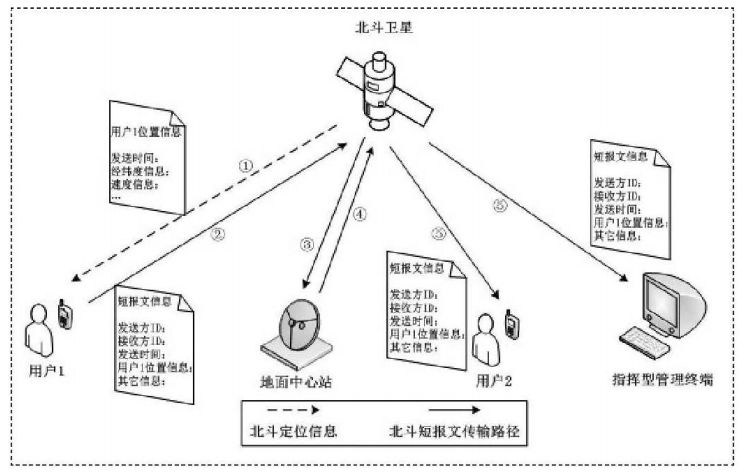 北斗卫星
用户1位置信息
发送时间:
经纬度信息:
速度信息:
...
①
②
③
④
⑤
⑤
短报文信息
发送方ID:
接收方ID:
发送时间:
用户1位置信息:
其它信息:
短报文信息
发送方ID:
接收方ID:
发送时间:
用户1位置信息:
其它信息:
短报文信息
发送方ID:
接收方ID:
发送时间:
用户1位置信息:
其它信息:
用户1
地面中心站
用户2
指挥型管理终端
北斗定位信息
北斗短报文传输路径